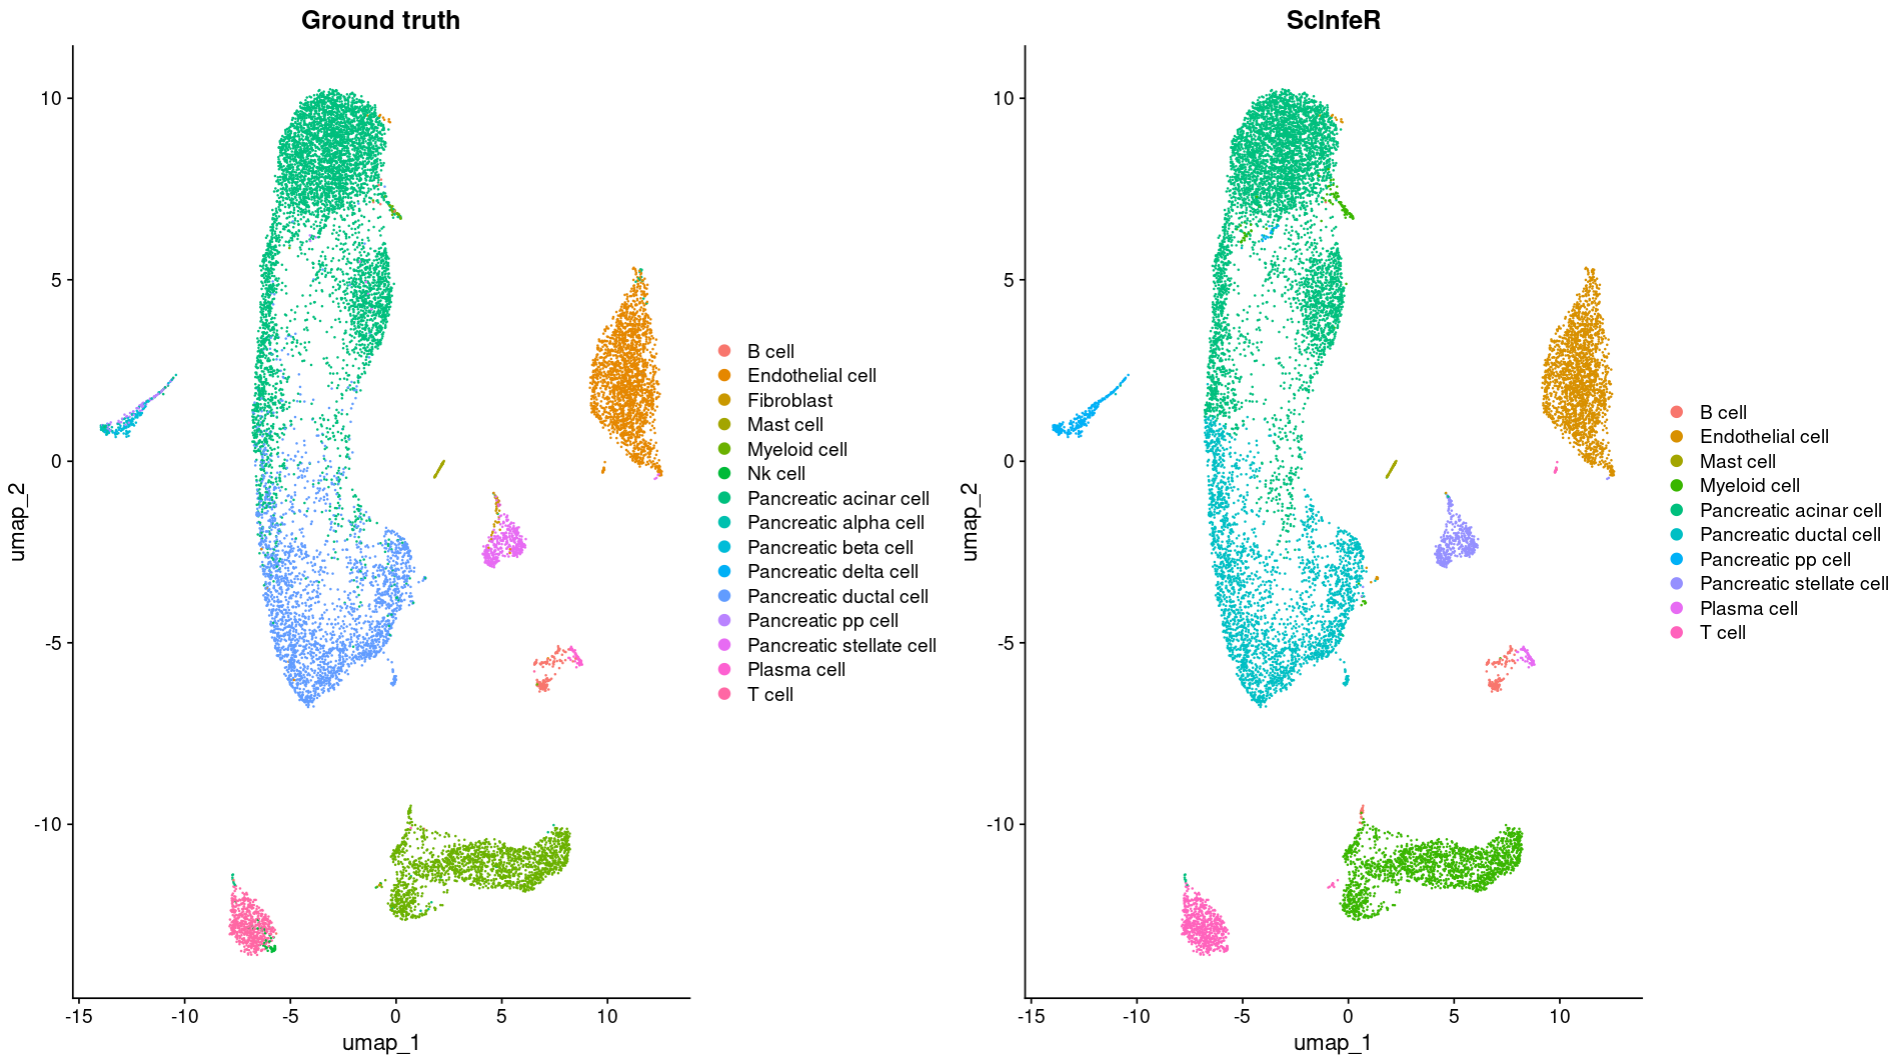 Ground truth
10
5
0
-5
-10
umap_2
-15
-10
-5
0
5
10
umap_1
B cell
Endothelial cell
Fibroblast
Mast cell
Myeloid cell
Nk cell
Pancreatic acinar cell
Pancreatic alpha cell
Pancreatic beta cell
Pancreatic delta cell
Pancreatic ductal cell
Pancreatic pp cell
Pancreatic stellate cell
Plasma cell
T cell
ScInfeR
10
5
0
-5
-10
umap_2
-15
-10
-5
0
5
10
umap_1
B cell
Endothelial cell
Mast cell
Myeloid cell
Pancreatic acinar cell
Pancreatic ductal cell
Pancreatic pp cell
Pancreatic stellate cell
Plasma cell
T cell